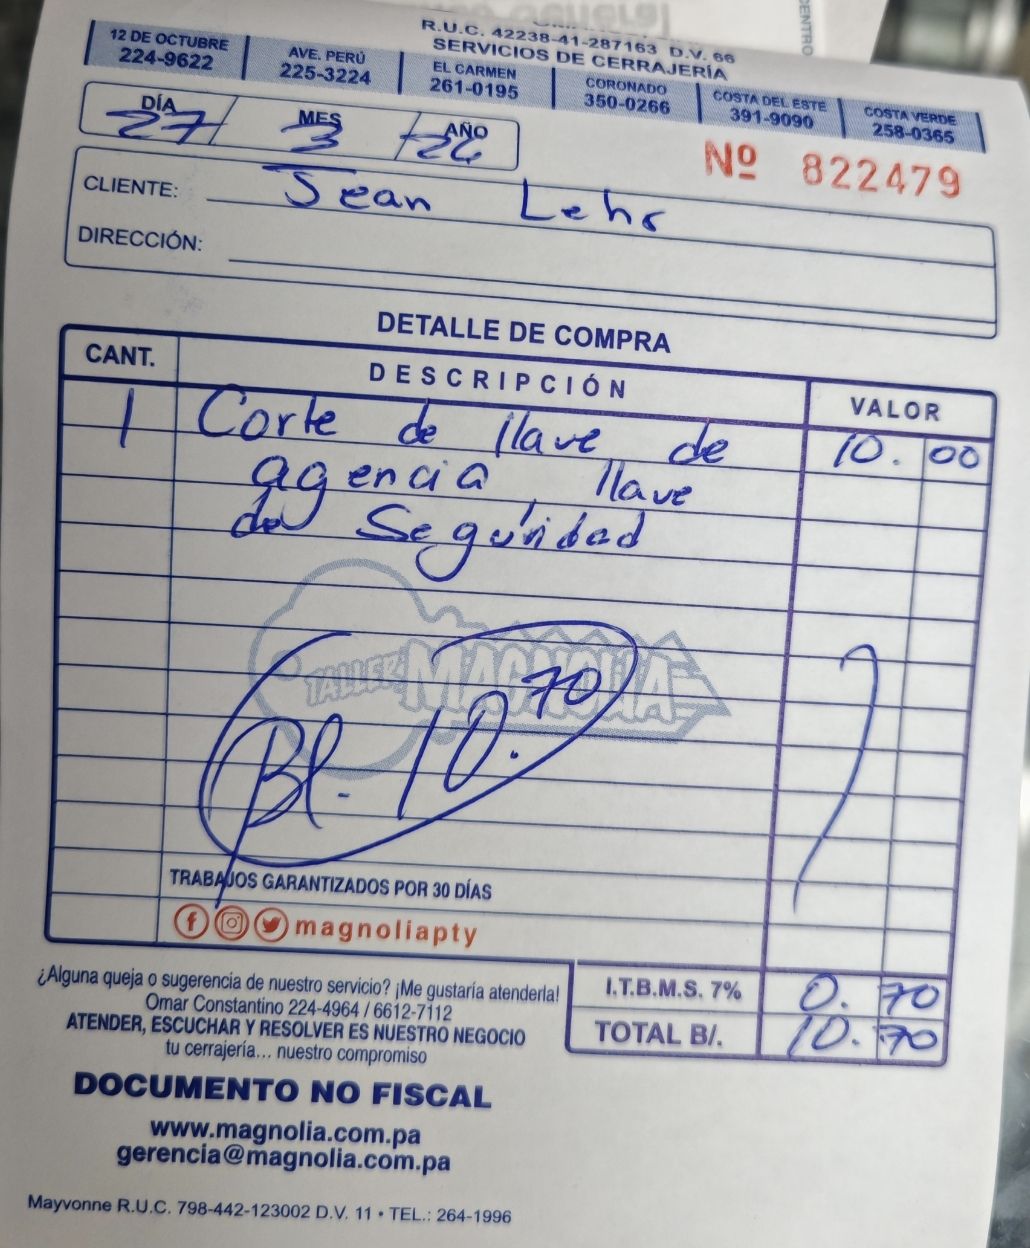 R.U.C. 42238-41-287163 D.V. 66
SERVICIOS DE CERRAJERÍA
12 DE OCTUBRE
224-9622
AVE. PERÚ
225-3224
EL CARMEN
261-0195
CORONADO
350-0266
COSTA DEL ESTE
391-9090
COSTA VERDE
258-0365
DÍA MES AÑO
27 3
Nº 822479
CLIENTE: Jean Lehr
DIRECCIÓN:
DETALLE DE COMPRA
CANT. DESCRIPCIÓN VALOR
1 Corte de llave de 10.00
agencia, llave
de Seguridad
TALLER MAGNOLIA
B/. 10.70
TRABAJOS GARANTIZADOS POR 30 DÍAS
magnoliapty
¿Alguna queja o sugerencia de nuestro servicio? ¡Me gustaría atenderla!
Omar Constantino 224-4964 / 6612-7112
ATENDER, ESCUCHAR Y RESOLVER ES NUESTRO NEGOCIO
tu cerrajería... nuestro compromiso
I.T.B.M.S. 7% 0.70
TOTAL B/. 10.70
DOCUMENTO NO FISCAL
www.magnolia.com.pa
gerencia@magnolia.com.pa
Mayvonne R.U.C. 798-442-123002 D.V. 11 • TEL.: 264-1996